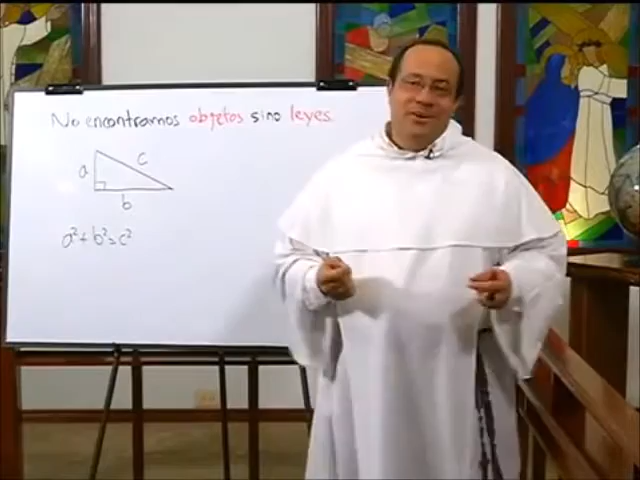 No encontramos objetos sino leyes.
a c
b
a²+b²=c²